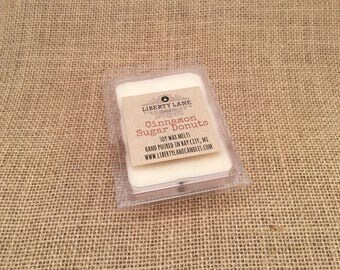 LIBERTY LANE
Cinnamon
Sugar Donuts
SOY WAX MELTS
HAND POURED IN BAY CITY, MI
WWW.LIBERTYLANECANDLES.COM